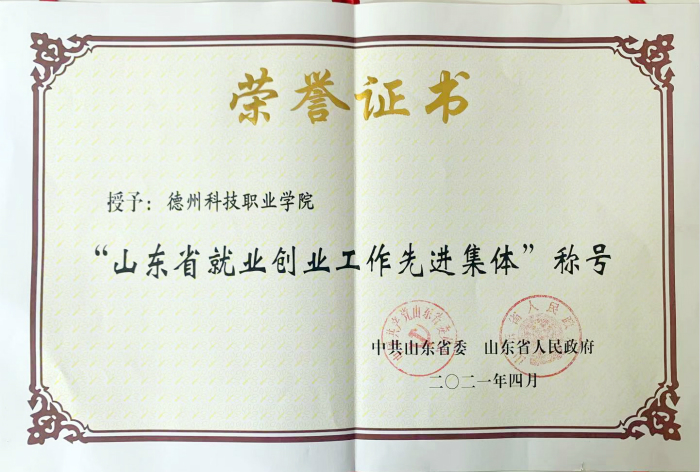 荣誉证书
授予：德州科技职业学院
“山东省就业创业工作先进集体”称号
中共山东省委 山东省人民政府
二〇二一年四月